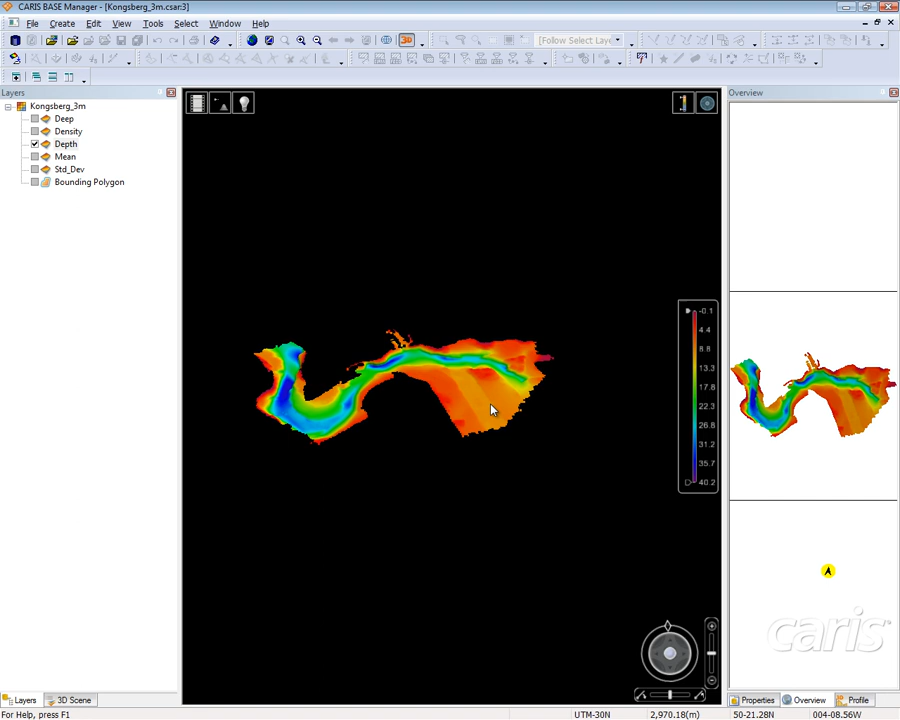 CARIS BASE Manager - [Kongsberg_3m.csar:3]
File Create Edit View Tools Select Window Help
3D
[Follow Select Laye
Layers
Overview
Kongsberg_3m
Deep
Density
Depth
Mean
Std_Dev
Bounding Polygon
-0.1
4.4
8.8
13.3
17.8
22.3
26.8
31.2
35.7
40.2
A
caris
Layers 3D Scene
Properties Overview Profile
For Help, press F1 UTM-30N 2,970.18(m) 50-21.28N 004-08.56W